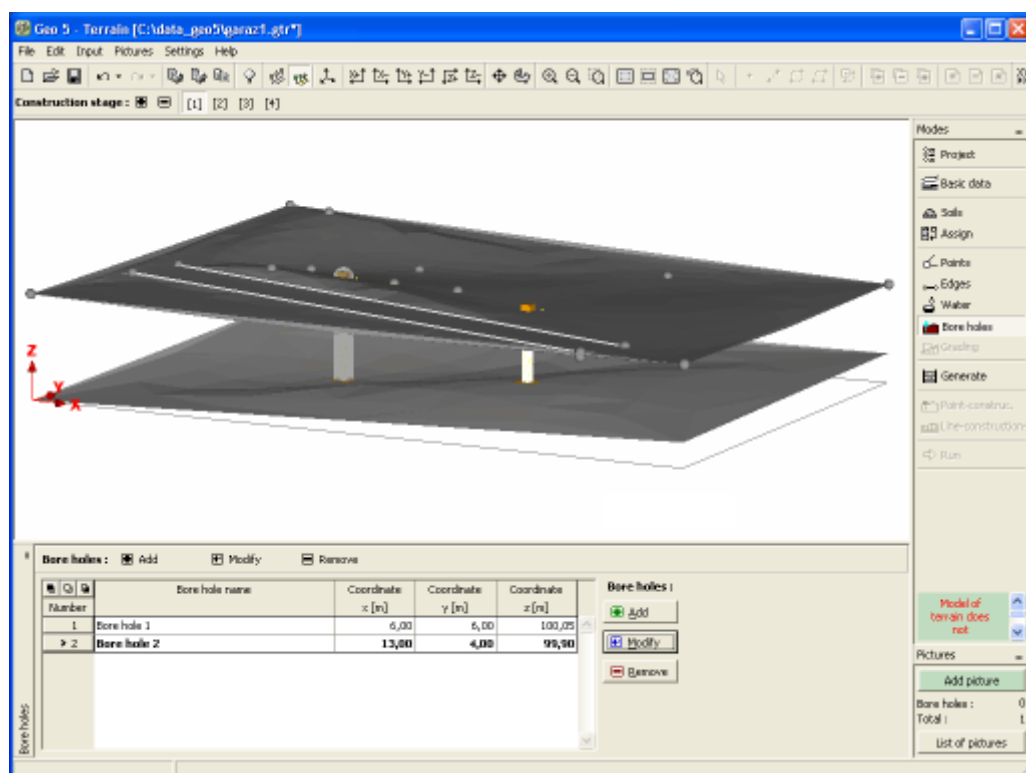 Geo 5 - Terrain [C:\data_geo5\garaz1.gtr*]
File Edit Input Pictures Settings Help
Construction stage : [1] [2] [3] [4]
Modes
Project
Basic data
Soils
Assign
Points
Edges
Water
Bore holes
Grading
Generate
Point-construc.
Line-constructions
Run
Z
Y
X
Model of
terrain does
not
Pictures
Add picture
Bore holes : 0
Total : 1
List of pictures
Bore holes : Add Modify Remove
Number Bore hole name Coordinate Coordinate Coordinate
x [m] y [m] z [m]
1 Bore hole 1 6,00 6,00 100,05
2 Bore hole 2 13,00 4,00 99,90
Bore holes :
Add
Modify
Remove
Bore holes